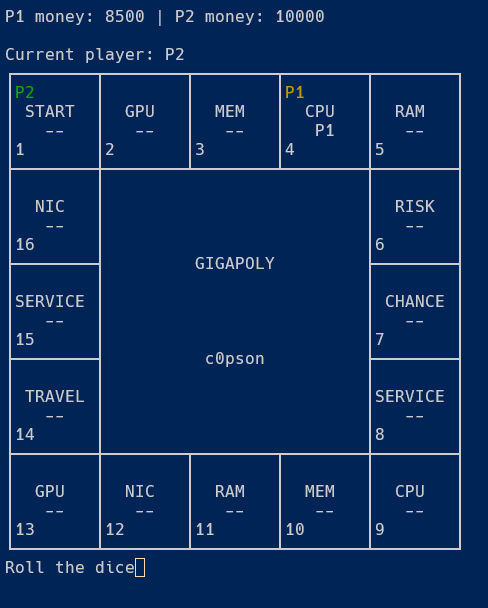 P1 money: 8500 | P2 money: 10000
Current player: P2
P2 P1
START GPU MEM CPU RAM
-- -- -- P1 --
1 2 3 4 5
NIC RISK
-- --
16 6
GIGAPOLY
SERVICE CHANCE
-- --
15 7
c0pson
TRAVEL SERVICE
-- --
14 8
GPU NIC RAM MEM CPU
-- -- -- -- --
13 12 11 10 9
Roll the dice